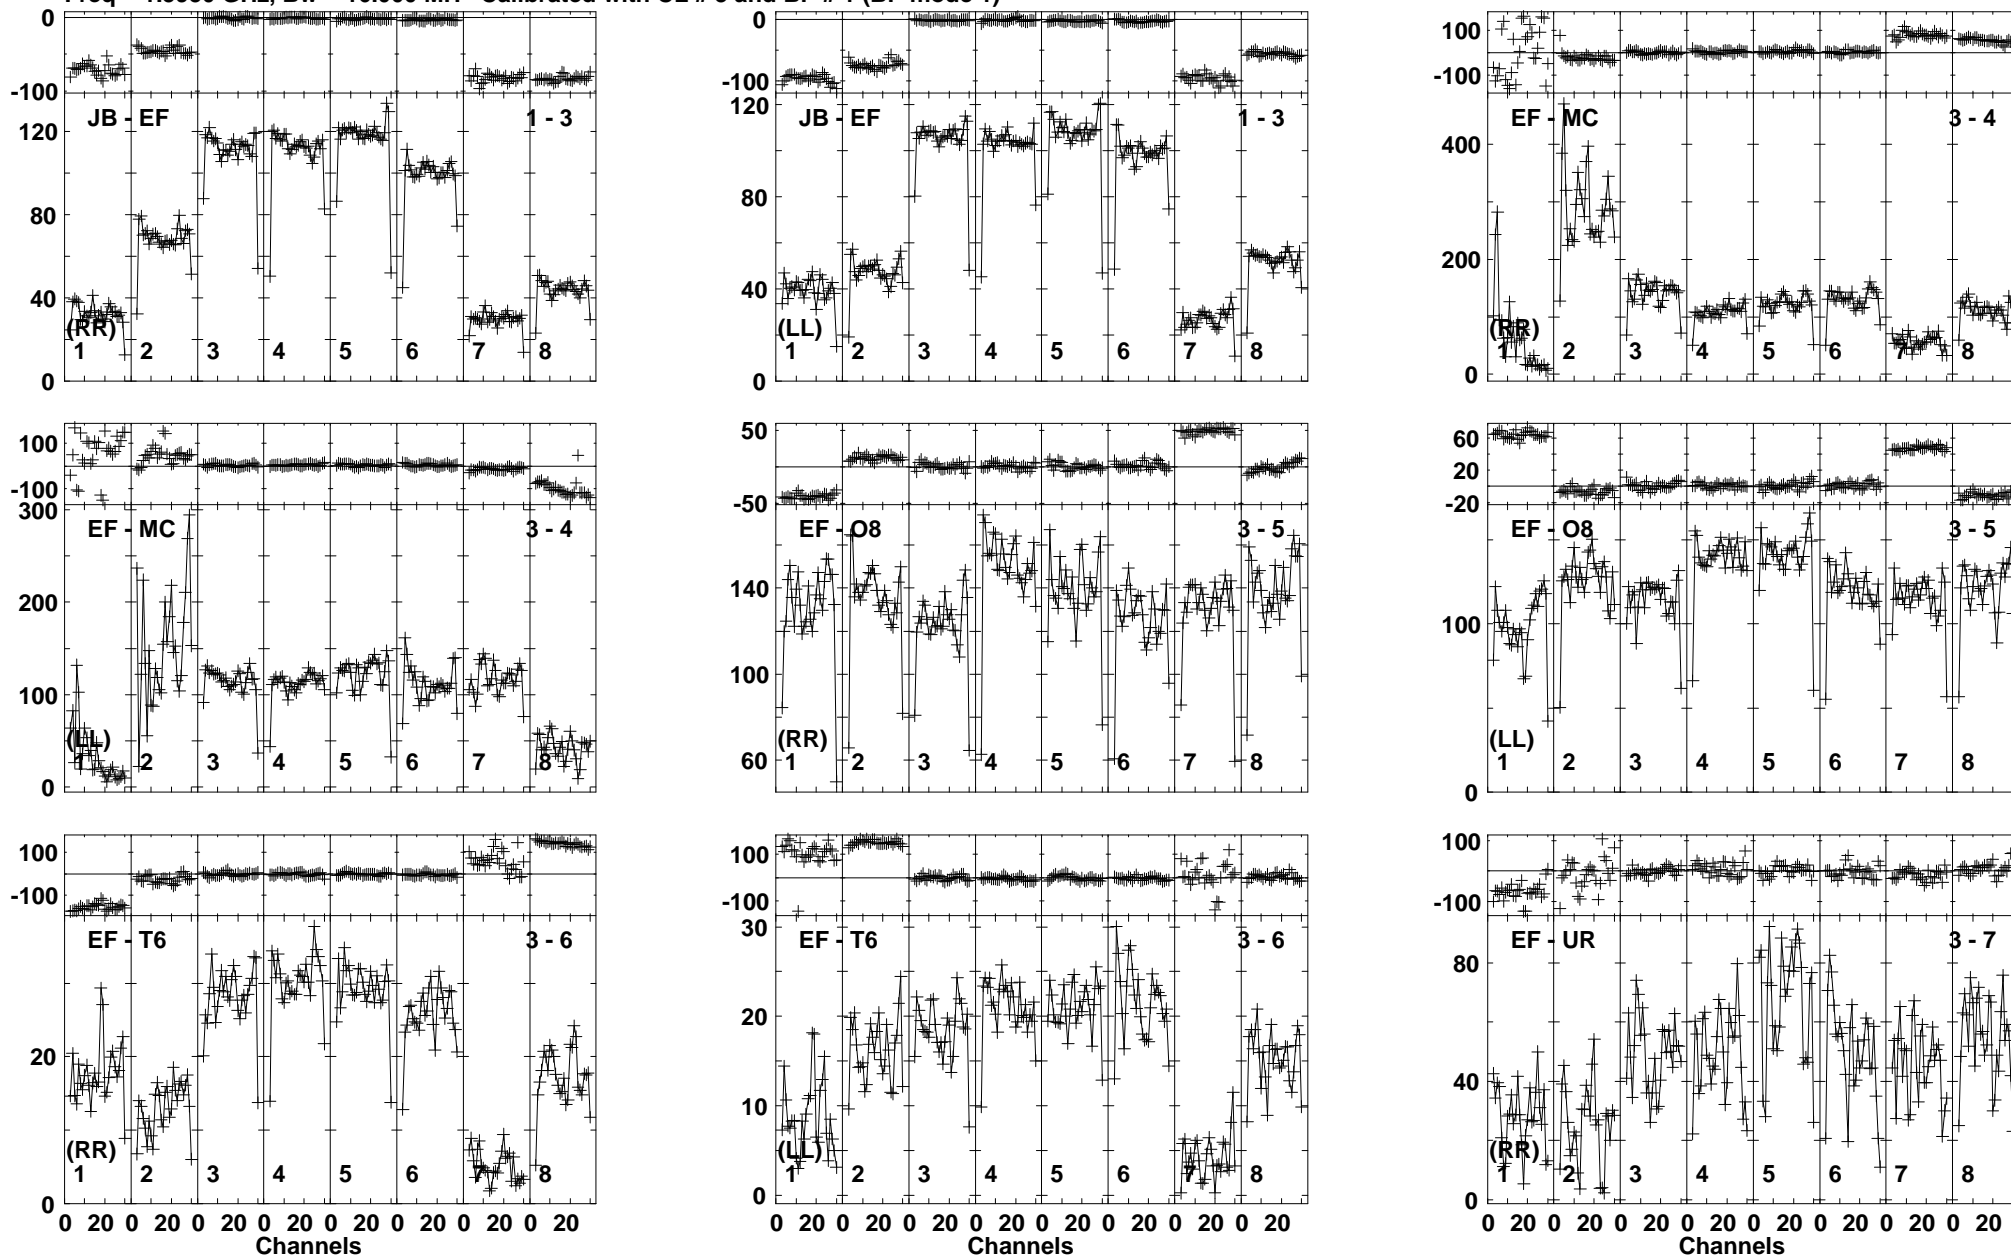 JB - EF 1 - 3
(RR)
1 2 3 4 5 6 7 8
0 -100
120 80 40 0
JB - EF 1 - 3
(LL)
1 2 3 4 5 6 7 8
0 -100
120 80 40 0
EF - MC 3 - 4
(RR)
1 2 3 4 5 6 7 8
100 -100
400 200 0
EF - MC 3 - 4
(LL)
1 2 3 4 5 6 7 8
100 -100
300 200 100 0
EF - O8 3 - 5
(RR)
1 2 3 4 5 6 7 8
50 -50
140 100 60
EF - O8 3 - 5
(LL)
1 2 3 4 5 6 7 8
60 20 -20
100 0
EF - T6 3 - 6
(RR)
1 2 3 4 5 6 7 8
100 -100
20 0
0 20 0 20 0 20 0 20 0 20 0 20 0 20 0 20
Channels
EF - T6 3 - 6
(LL)
1 2 3 4 5 6 7 8
100 -100
30 20 10 0
0 20 0 20 0 20 0 20 0 20 0 20 0 20 0 20
Channels
EF - UR 3 - 7
(RR)
1 2 3 4 5 6 7 8
100 -100
80 40 0
0 20 0 20 0 20 0 20 0 20 0 20 0 20 0 20
Channels